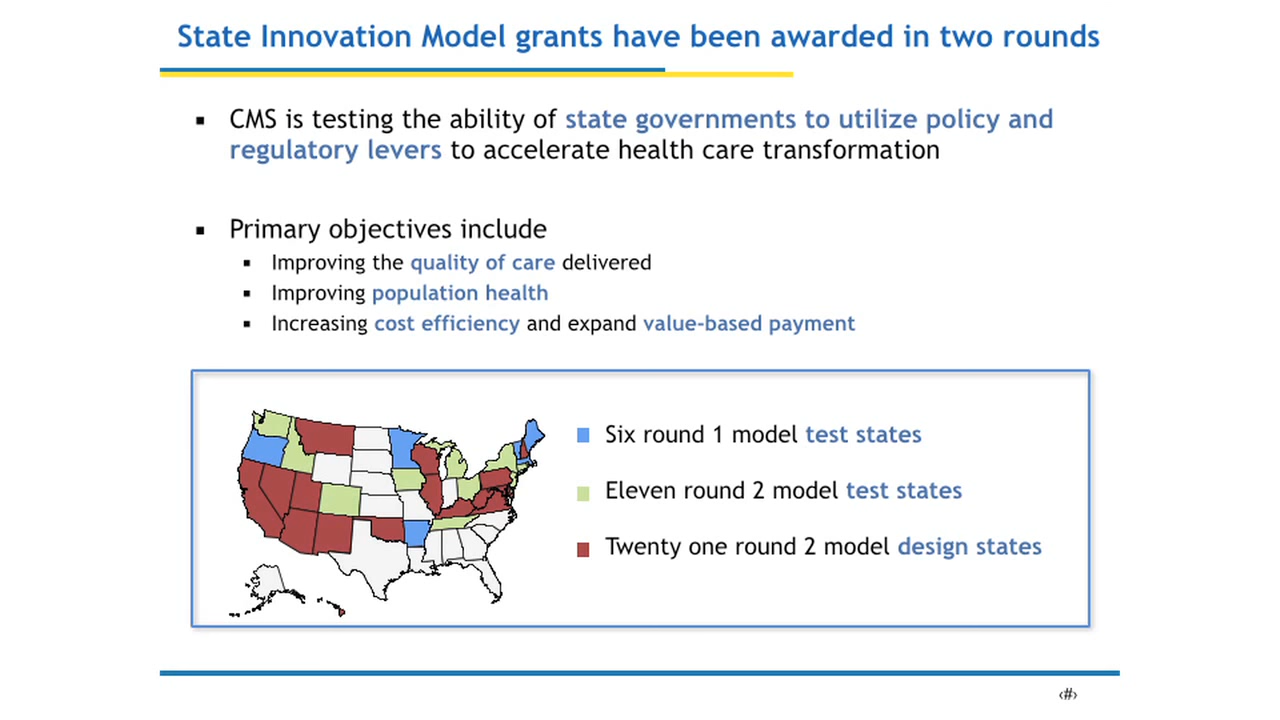 State Innovation Model grants have been awarded in two rounds
▪ CMS is testing the ability of state governments to utilize policy and
regulatory levers to accelerate health care transformation
▪ Primary objectives include
▪ Improving the quality of care delivered
▪ Improving population health
▪ Increasing cost efficiency and expand value-based payment
Six round 1 model test states
Eleven round 2 model test states
Twenty one round 2 model design states
‹#›